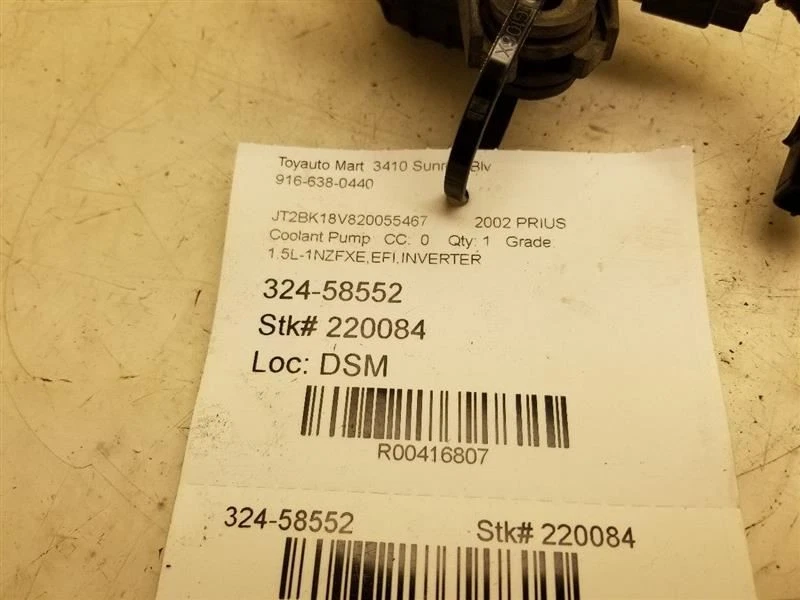 Toyauto Mart 3410 Blv
916-638-0440
JT2BK18V820055467 2002 PRIUS
Coolant Pump CC: 0 Qty: 1 Grade:
1.5L-1NZFXE,EFI,INVERTER
324-58552
Stk# 220084
Loc: DSM
R00416807
324-58552 Stk# 220084